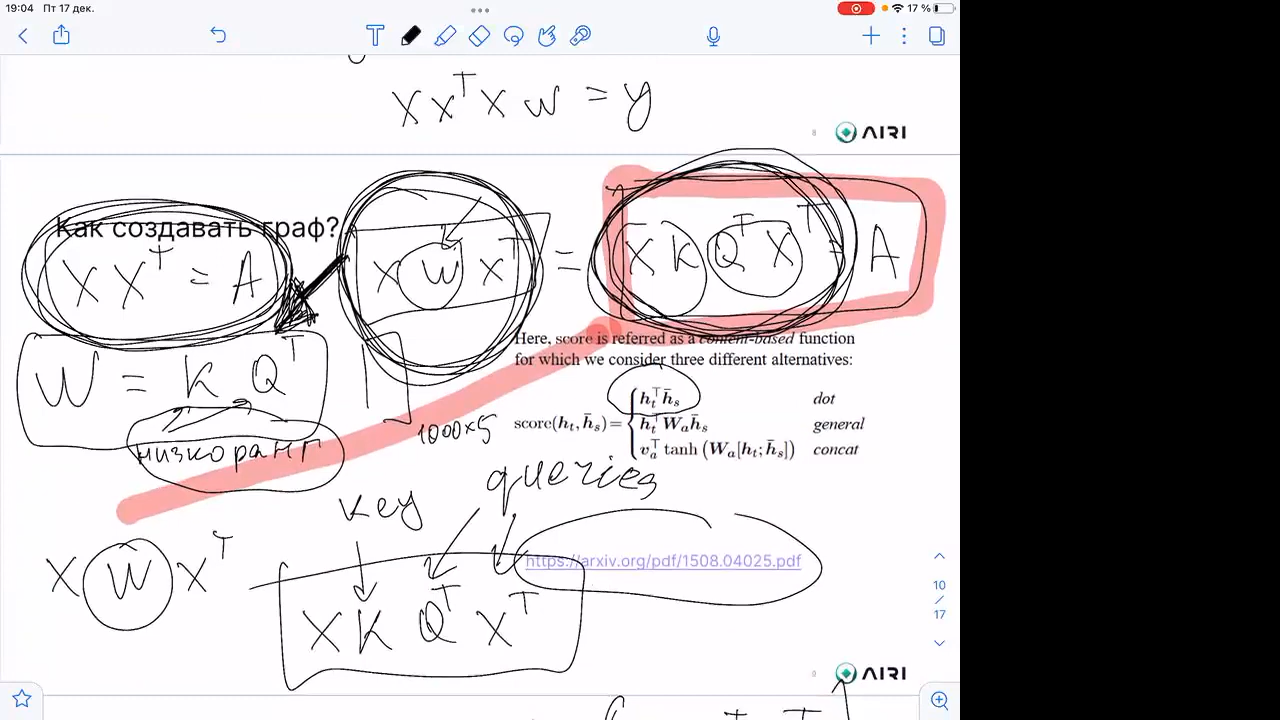 19:04 Пт 17 дек. 17 %
X X^T X w = y
8 AIRI
Как создавать граф?
X X^T = A
X W X^T = X K Q^T X^T = A
W = K Q^T
низкоранг
1000×5
Here, score is referred as a content-based function
for which we consider three different alternatives:
score(h_t, h̄_s) = { h_t^⊤ h̄_s dot
h_t^⊤ W_a h̄_s general
v_a^⊤ tanh (W_a[h_t; h̄_s]) concat
key queries
https://arxiv.org/pdf/1508.04025.pdf
X W X^T
X K Q^T X^T
10
/
17
9 AIRI